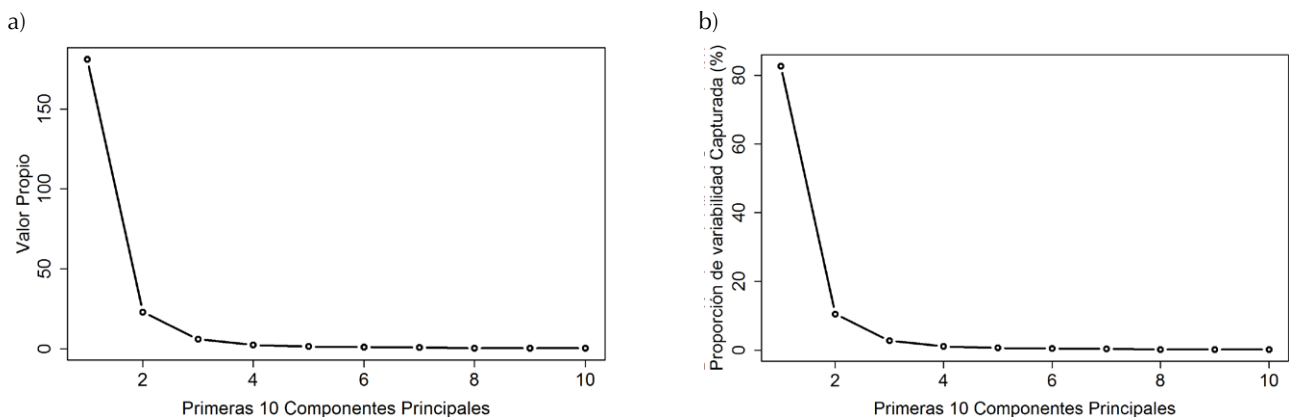 a)
b)
Valor Propio
150
100
50
0
2 4 6 8 10
Primeras 10 Componentes Principales
Proporción de variabilidad Capturada (%)
80
60
40
20
0
2 4 6 8 10
Primeras 10 Componentes Principales